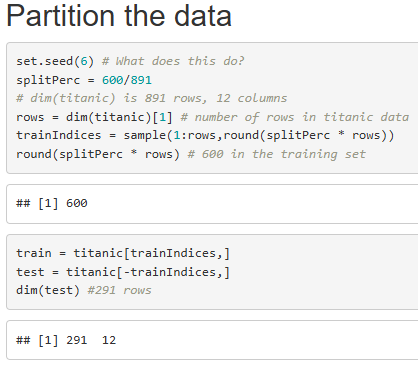 Partition the data
set.seed(6) # What does this do?
splitPerc = 600/891
# dim(titanic) is 891 rows, 12 columns
rows = dim(titanic)[1] # number of rows in titanic data
trainIndices = sample(1:rows,round(splitPerc * rows))
round(splitPerc * rows) # 600 in the training set
## [1] 600
train = titanic[trainIndices,]
test = titanic[-trainIndices,]
dim(test) #291 rows
## [1] 291  12